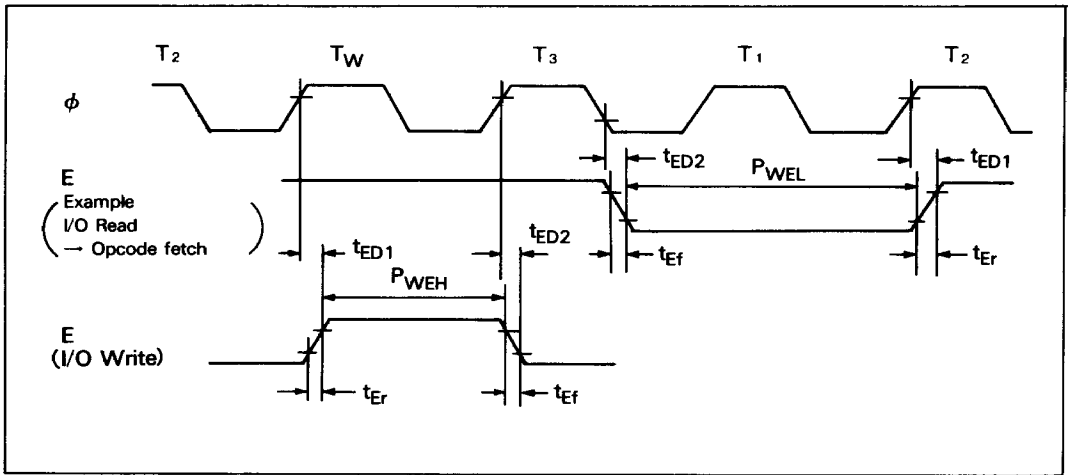 T2 TW T3 T1 T2
ϕ
tED2 PWEL tED1
E
Example
I/O Read
→ Opcode fetch
tED1 tED2 tEf tEr
PWEH
E
(I/O Write)
tEr tEf